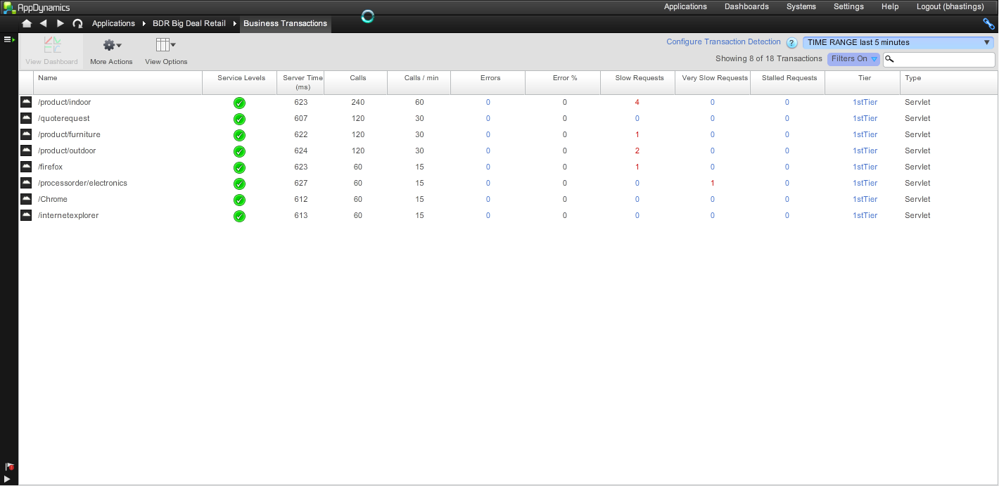 AppDynamics
Applications Dashboards Systems Settings Help Logout (bhastings)
Applications BDR Big Deal Retail Business Transactions
View Dashboard More Actions View Options
Configure Transaction Detection ? TIME RANGE last 5 minutes
Showing 8 of 18 Transactions Filters On
Name Service Levels Server Time (ms) Calls Calls / min Errors Error % Slow Requests Very Slow Requests Stalled Requests Tier Type
/product/indoor 623 240 60 0 0 4 0 0 1stTier Servlet
/quoterequest 607 120 30 0 0 0 0 0 1stTier Servlet
/product/furniture 622 120 30 0 0 1 0 0 1stTier Servlet
/product/outdoor 624 120 30 0 0 2 0 0 1stTier Servlet
/firefox 623 60 15 0 0 1 0 0 1stTier Servlet
/processorder/electronics 627 60 15 0 0 0 1 0 1stTier Servlet
/Chrome 612 60 15 0 0 0 0 0 1stTier Servlet
/internetexplorer 613 60 15 0 0 0 0 0 1stTier Servlet